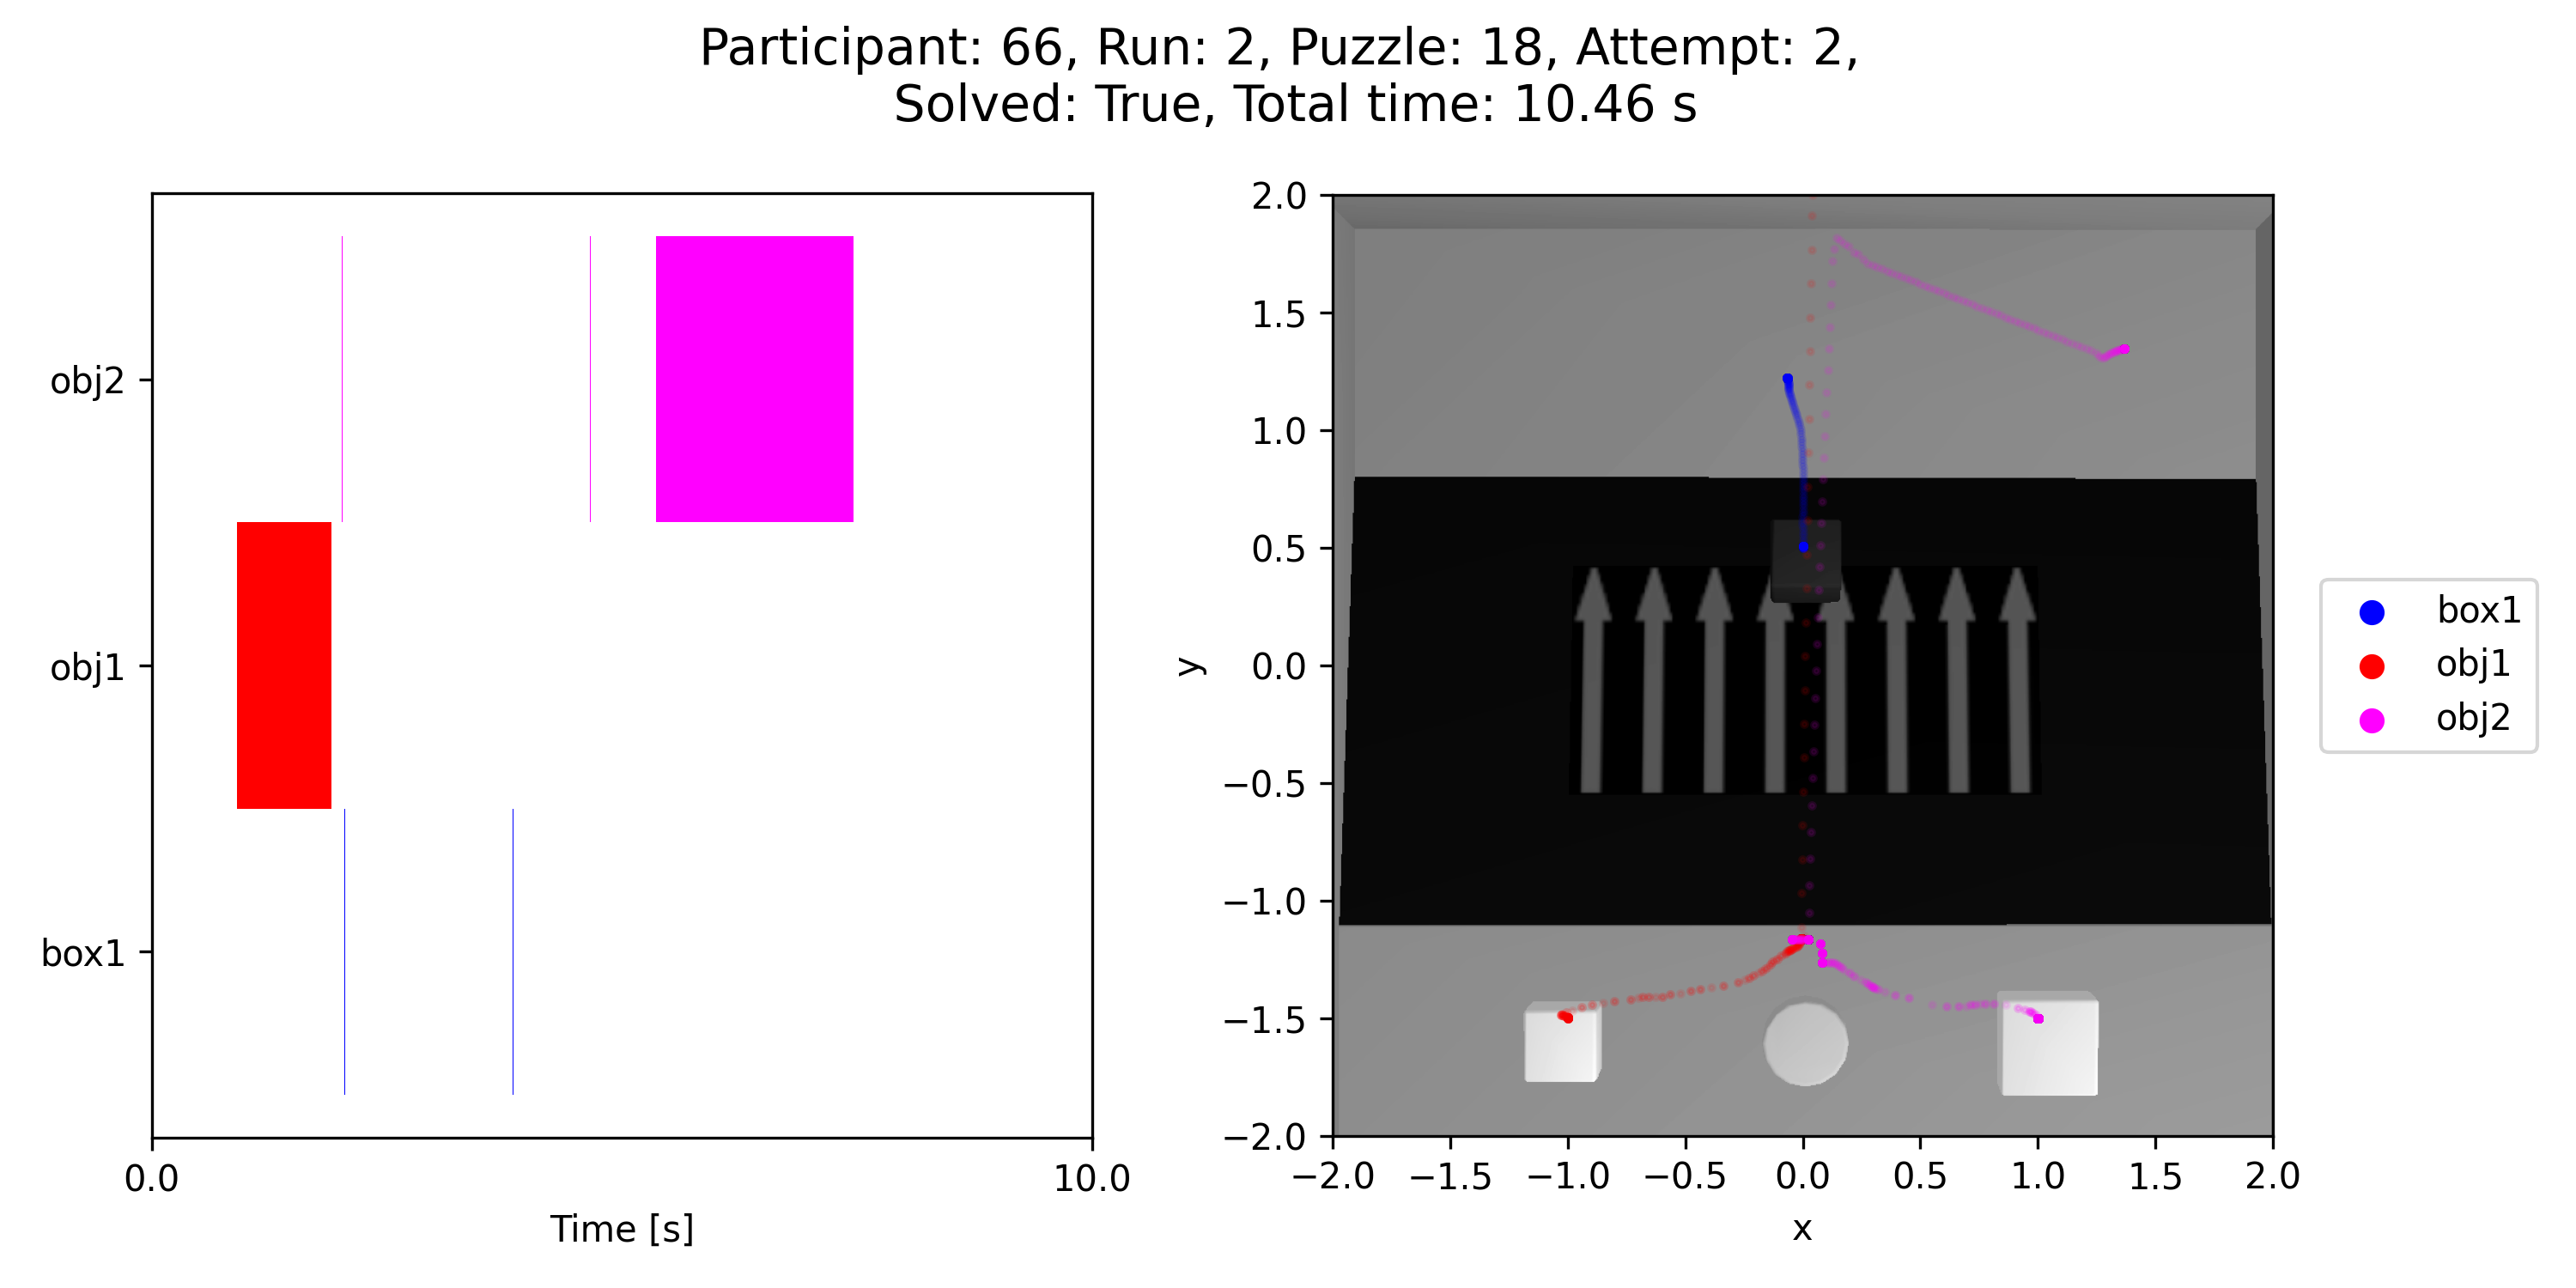 Participant: 66, Run: 2, Puzzle: 18, Attempt: 2,
Solved: True, Total time: 10.46 s
obj2
obj1
box1
0.0
10.0
Time [s]
2.0
1.5
1.0
0.5
0.0
−0.5
−1.0
−1.5
−2.0
y
−2.0 −1.5 −1.0 −0.5 0.0 0.5 1.0 1.5 2.0
x
box1
obj1
obj2